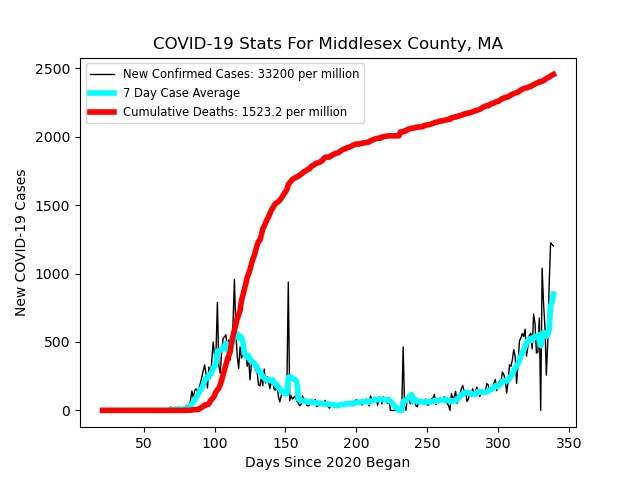 COVID-19 Stats For Middlesex County, MA
New Confirmed Cases: 33200 per million
7 Day Case Average
Cumulative Deaths: 1523.2 per million
New COVID-19 Cases
2500
2000
1500
1000
500
0
50 100 150 200 250 300 350
Days Since 2020 Began